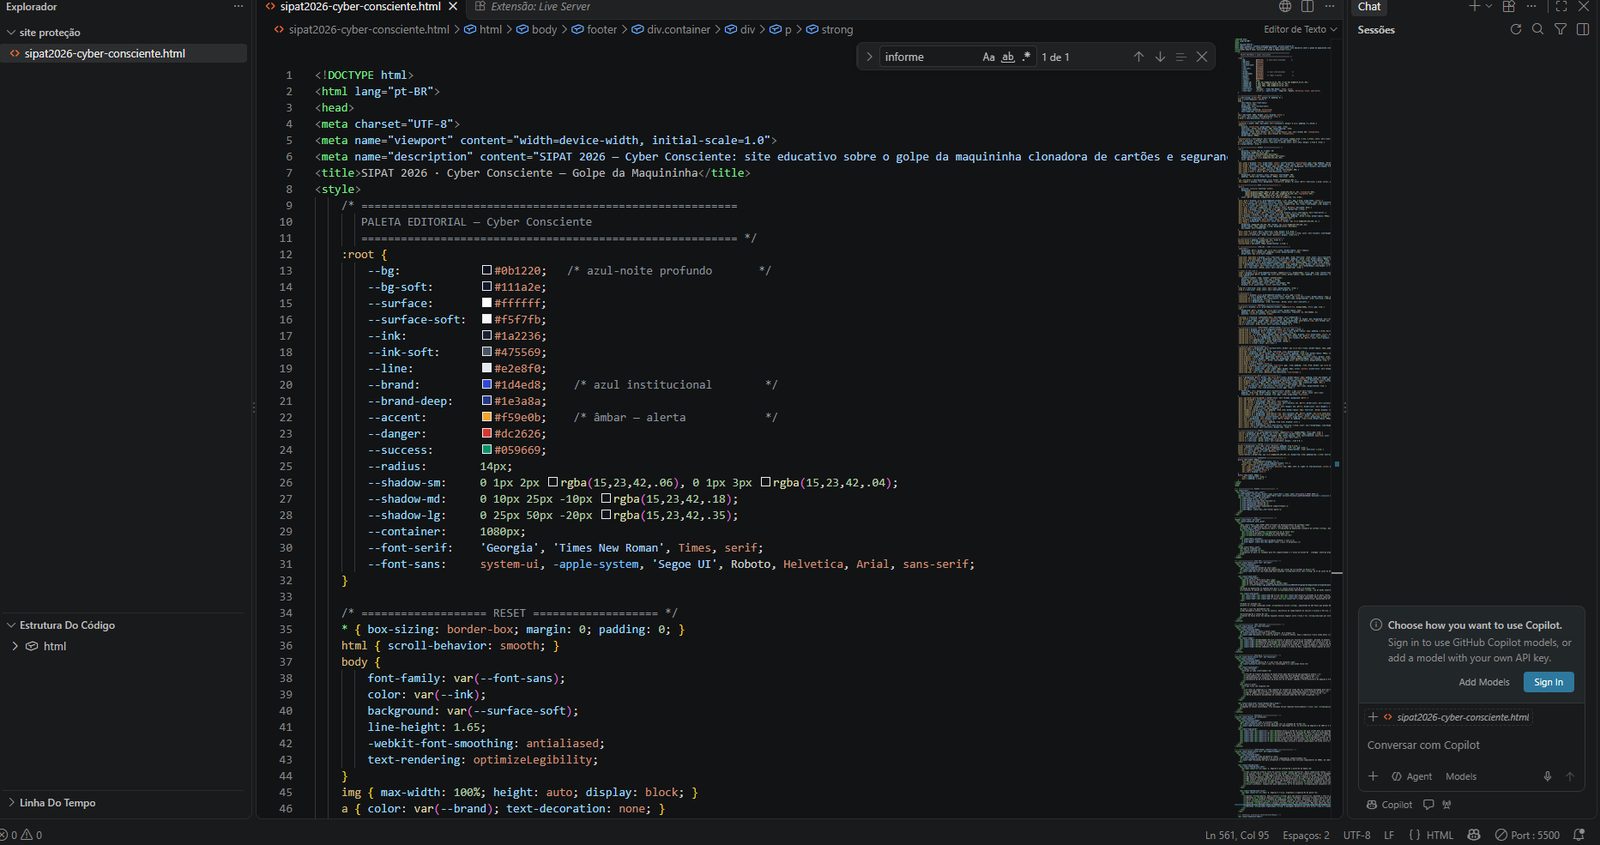 Explorador
site proteção
sipat2026-cyber-consciente.html
Estrutura Do Código
html
Linha Do Tempo
sipat2026-cyber-consciente.html
Extensão: Live Server
sipat2026-cyber-consciente.html > html > body > footer > div.container > div > p > strong
Editor de Texto
informe
Aa ab .* 1 de 1
1 <!DOCTYPE html>
2 <html lang="pt-BR">
3 <head>
4 <meta charset="UTF-8">
5 <meta name="viewport" content="width=device-width, initial-scale=1.0">
6 <meta name="description" content="SIPAT 2026 — Cyber Consciente: site educativo sobre o golpe da maquininha clonadora de cartões e seguran
7 <title>SIPAT 2026 · Cyber Consciente — Golpe da Maquininha</title>
8 <style>
9 /* =========================================================
10 PALETA EDITORIAL — Cyber Consciente
11 ========================================================= */
12 :root {
13 --bg: #0b1220; /* azul-noite profundo */
14 --bg-soft: #111a2e;
15 --surface: #ffffff;
16 --surface-soft: #f5f7fb;
17 --ink: #1a2236;
18 --ink-soft: #475569;
19 --line: #e2e8f0;
20 --brand: #1d4ed8; /* azul institucional */
21 --brand-deep: #1e3a8a;
22 --accent: #f59e0b; /* âmbar — alerta */
23 --danger: #dc2626;
24 --success: #059669;
25 --radius: 14px;
26 --shadow-sm: 0 1px 2px rgba(15,23,42,.06), 0 1px 3px rgba(15,23,42,.04);
27 --shadow-md: 0 10px 25px -10px rgba(15,23,42,.18);
28 --shadow-lg: 0 25px 50px -20px rgba(15,23,42,.35);
29 --container: 1080px;
30 --font-serif: 'Georgia', 'Times New Roman', Times, serif;
31 --font-sans: system-ui, -apple-system, 'Segoe UI', Roboto, Helvetica, Arial, sans-serif;
32 }
33
34 /* =================== RESET =================== */
35 * { box-sizing: border-box; margin: 0; padding: 0; }
36 html { scroll-behavior: smooth; }
37 body {
38 font-family: var(--font-sans);
39 color: var(--ink);
40 background: var(--surface-soft);
41 line-height: 1.65;
42 -webkit-font-smoothing: antialiased;
43 text-rendering: optimizeLegibility;
44 }
45 img { max-width: 100%; height: auto; display: block; }
46 a { color: var(--brand); text-decoration: none; }
Chat
Sessões
Choose how you want to use Copilot.
Sign in to use GitHub Copilot models, or
add a model with your own API key.
Add Models
Sign In
sipat2026-cyber-consciente.html
Conversar com Copilot
Agent Models
Copilot
0 0
Ln 561, Col 95 Espaços: 2 UTF-8 LF {} HTML Port : 5500